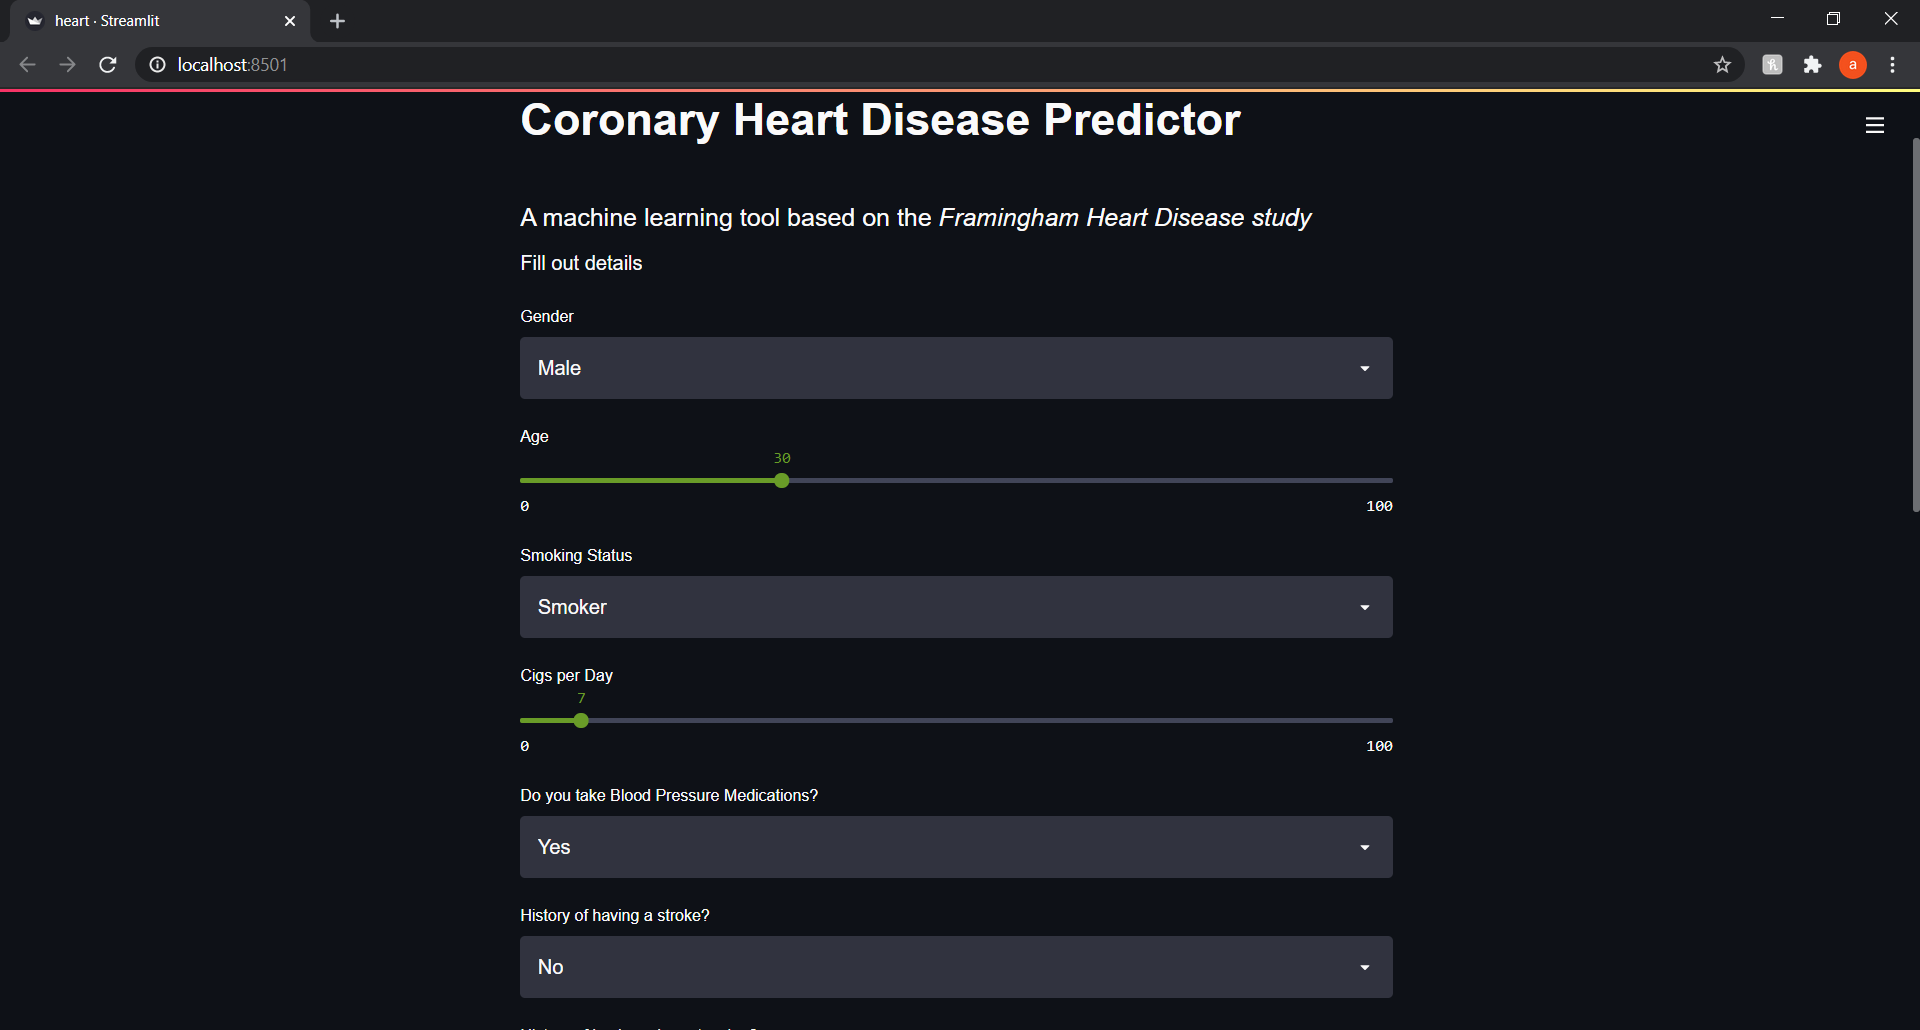 heart · Streamlit
localhost:8501
a
Coronary Heart Disease Predictor
A machine learning tool based on the Framingham Heart Disease study
Fill out details
Gender
Male
Age
30
0 100
Smoking Status
Smoker
Cigs per Day
7
0 100
Do you take Blood Pressure Medications?
Yes
History of having a stroke?
No